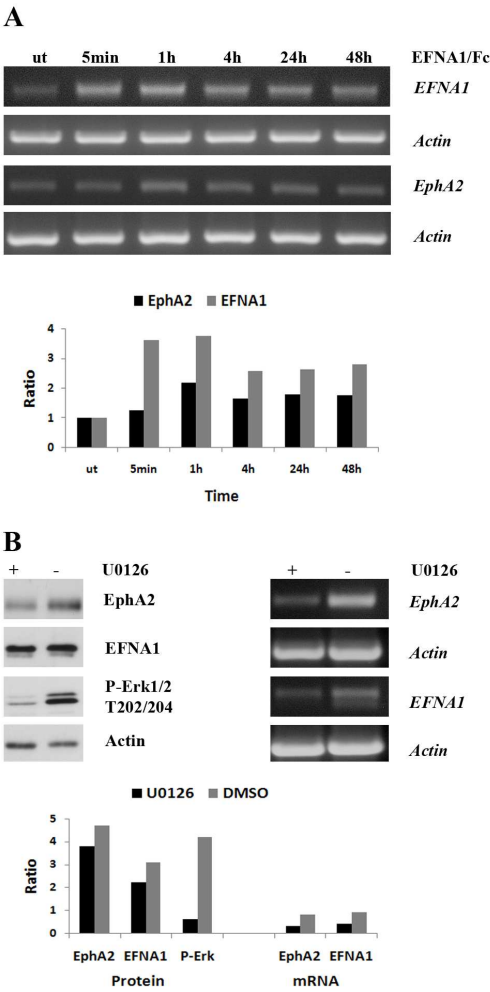 A
ut 5min 1h 4h 24h 48h EFNA1/Fc
EFNA1
Actin
EphA2
Actin
EphA2 EFNA1
4
3
2
1
0
Ratio
ut 5min 1h 4h 24h 48h
Time
B
+ - U0126
EphA2
EFNA1
P-Erk1/2
T202/204
Actin
+ - U0126
EphA2
Actin
EFNA1
Actin
U0126 DMSO
5
4
3
2
1
0
Ratio
EphA2 EFNA1 P-Erk EphA2 EFNA1
Protein mRNA